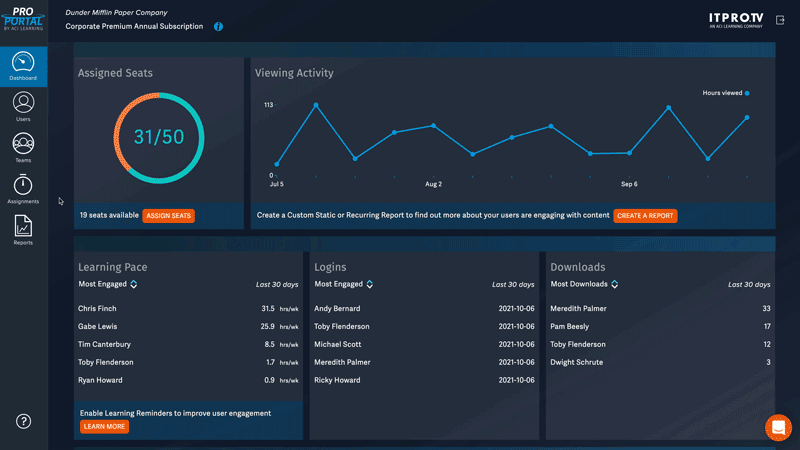 PRO
PORTAL
BY ACI LEARNING
Dunder Mifflin Paper Company
Corporate Premium Annual Subscription
i
ITPROTV
AN ACI LEARNING COMPANY
Dashboard
Users
Teams
Assignments
Reports
?
Assigned Seats
31/50
19 seats available ASSIGN SEATS
Viewing Activity
Hours viewed
113
0
Jul 5 Aug 2 Sep 6
Create a Custom Static or Recurring Report to find out more about your users are engaging with content CREATE A REPORT
Learning Pace
Most Engaged Last 30 days
Chris Finch 31.5 hrs/wk
Gabe Lewis 25.9 hrs/wk
Tim Canterbury 8.5 hrs/wk
Toby Flenderson 1.7 hrs/wk
Ryan Howard 0.9 hrs/wk
Enable Learning Reminders to improve user engagement
LEARN MORE
Logins
Most Engaged Last 30 days
Andy Bernard 2021-10-06
Toby Flenderson 2021-10-06
Michael Scott 2021-10-06
Meredith Palmer 2021-10-06
Ricky Howard 2021-10-06
Downloads
Most Downloads Last 30 days
Meredith Palmer 33
Pam Beesly 17
Toby Flenderson 12
Dwight Schrute 3